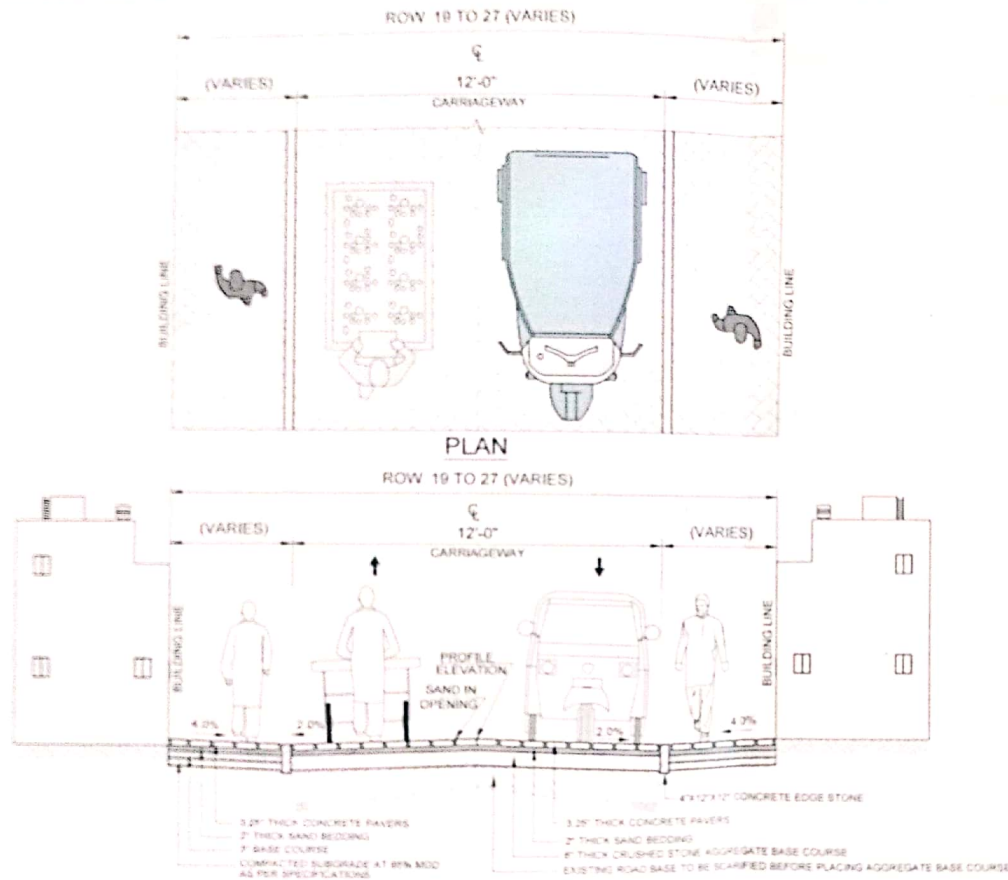 ROW 19 TO 27 (VARIES)
℄
(VARIES)
12'-0"
(VARIES)
CARRIAGEWAY
BUILDING LINE
BUILDING LINE
PLAN
ROW 19 TO 27 (VARIES)
℄
(VARIES)
12'-0"
(VARIES)
CARRIAGEWAY
BUILDING LINE
BUILDING LINE
PROFILE
ELEVATION
SAND IN
OPENING
4.0%
2.0%
2.0%
4.0%
4"X12"X12" CONCRETE EDGE STONE
3.25" THICK CONCRETE PAVERS
2" THICK SAND BEDDING
BASE COURSE
COMPACTED SUBGRADE AT 95% MOD
AS PER SPECIFICATIONS
3.25" THICK CONCRETE PAVERS
2" THICK SAND BEDDING
THICK CRUSHED STONE AGGREGATE BASE COURSE
EXISTING ROAD BASE TO BE SCARIFIED BEFORE PLACING AGGREGATE BASE COURSE